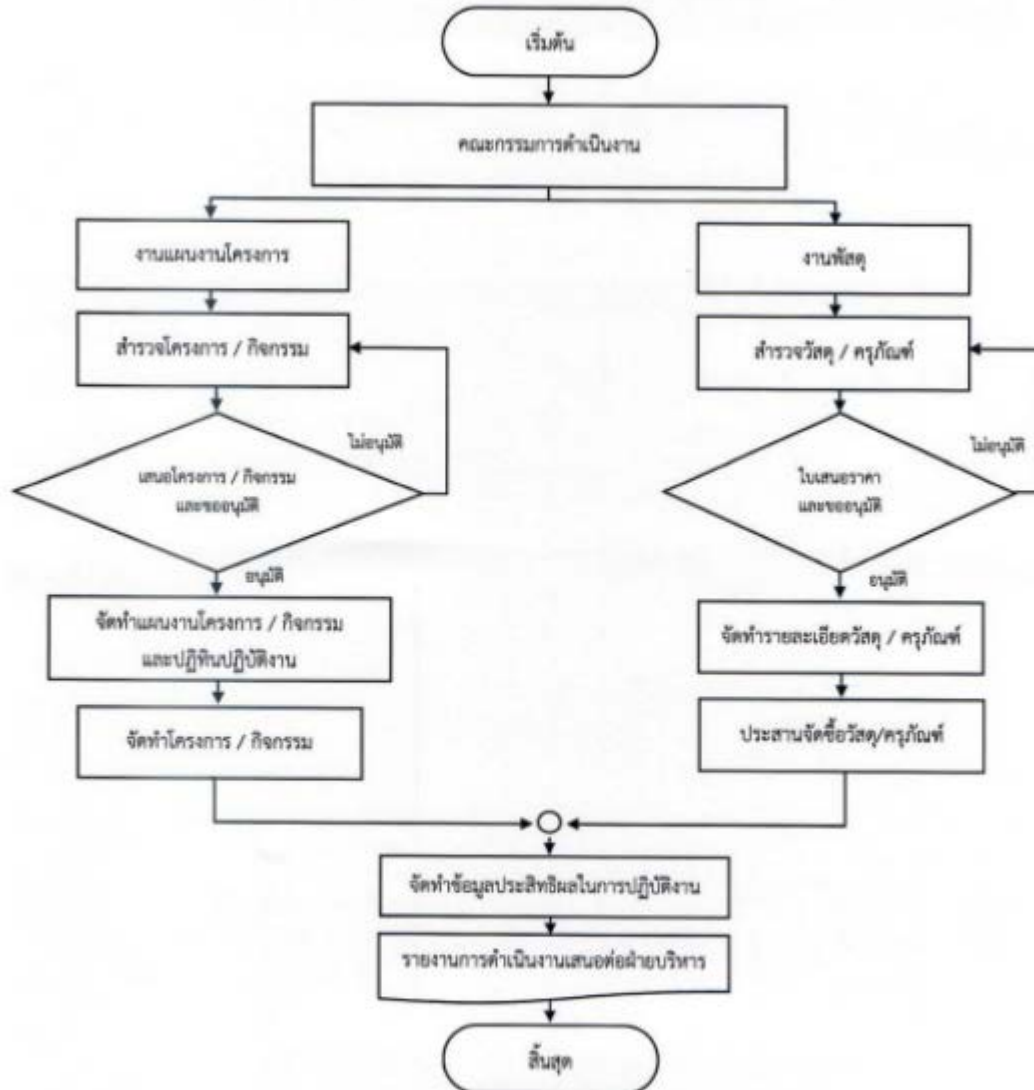 เริ่มต้น
คณะกรรมการดำเนินงาน
งานแผนงานโครงการ
งานพัสดุ
สำรวจโครงการ / กิจกรรม
สำรวจวัสดุ / ครุภัณฑ์
ไม่อนุมัติ
ไม่อนุมัติ
เสนอโครงการ / กิจกรรม
และขออนุมัติ
ใบเสนอราคา
และขออนุมัติ
อนุมัติ
อนุมัติ
จัดทำแผนงานโครงการ / กิจกรรม
และปฏิทินปฏิบัติงาน
จัดทำรายละเอียดวัสดุ / ครุภัณฑ์
จัดทำโครงการ / กิจกรรม
ประสานจัดซื้อวัสดุ/ครุภัณฑ์
จัดทำข้อมูลประสิทธิผลในการปฏิบัติงาน
รายงานการดำเนินงานเสนอต่อฝ่ายบริหาร
สิ้นสุด